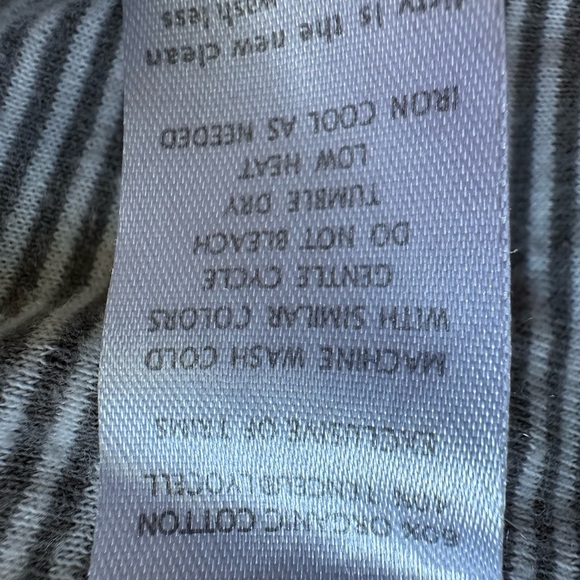 60% ORGANIC COTTON
40% TENCEL® LYOCELL
EXCLUSIVE OF TRIMS
MACHINE WASH COLD
WITH SIMILAR COLORS
GENTLE CYCLE
DO NOT BLEACH
TUMBLE DRY
LOW HEAT
IRON COOL AS NEEDED
is the new clean
wash less